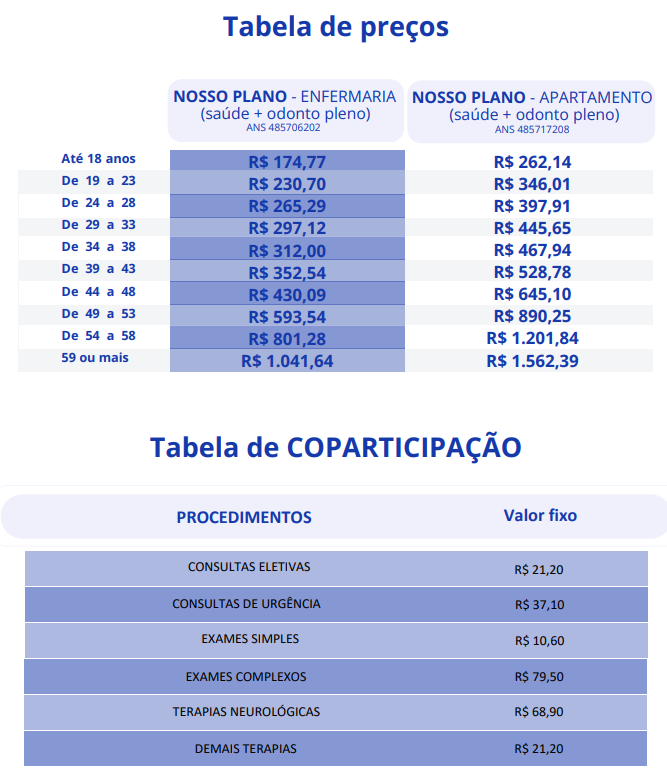 Tabela de preços
NOSSO PLANO - ENFERMARIA
(saúde + odonto pleno)
ANS 485706202
NOSSO PLANO - APARTAMENTO
(saúde + odonto pleno)
ANS 485717208
Até 18 anos R$ 174,77 R$ 262,14
De 19 a 23 R$ 230,70 R$ 346,01
De 24 a 28 R$ 265,29 R$ 397,91
De 29 a 33 R$ 297,12 R$ 445,65
De 34 a 38 R$ 312,00 R$ 467,94
De 39 a 43 R$ 352,54 R$ 528,78
De 44 a 48 R$ 430,09 R$ 645,10
De 49 a 53 R$ 593,54 R$ 890,25
De 54 a 58 R$ 801,28 R$ 1.201,84
59 ou mais R$ 1.041,64 R$ 1.562,39
Tabela de COPARTICIPAÇÃO
PROCEDIMENTOS Valor fixo
CONSULTAS ELETIVAS R$ 21,20
CONSULTAS DE URGÊNCIA R$ 37,10
EXAMES SIMPLES R$ 10,60
EXAMES COMPLEXOS R$ 79,50
TERAPIAS NEUROLÓGICAS R$ 68,90
DEMAIS TERAPIAS R$ 21,20